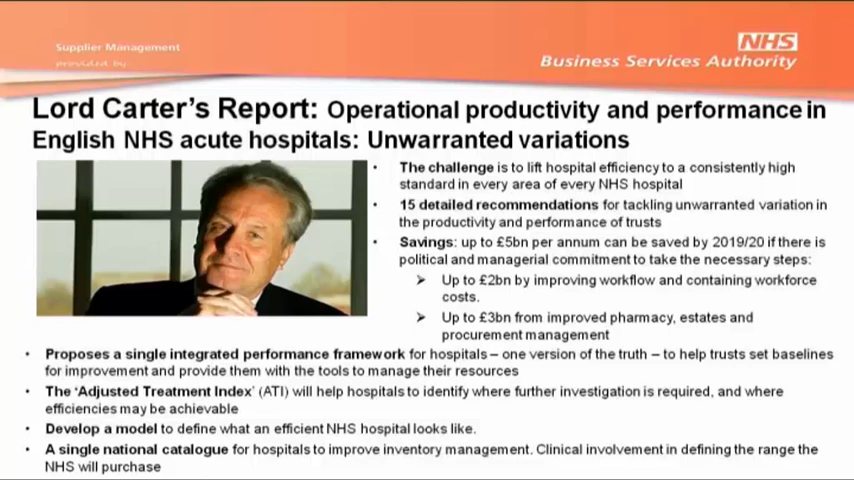 Supplier Management
provided by
NHS
Business Services Authority
Lord Carter's Report: Operational productivity and performance in
English NHS acute hospitals: Unwarranted variations
• The challenge is to lift hospital efficiency to a consistently high
standard in every area of every NHS hospital
• 15 detailed recommendations for tackling unwarranted variation in
the productivity and performance of trusts
• Savings: up to £5bn per annum can be saved by 2019/20 if there is
political and managerial commitment to take the necessary steps:
➢ Up to £2bn by improving workflow and containing workforce
costs.
➢ Up to £3bn from improved pharmacy, estates and
procurement management
• Proposes a single integrated performance framework for hospitals – one version of the truth – to help trusts set baselines
for improvement and provide them with the tools to manage their resources
• The 'Adjusted Treatment Index' (ATI) will help hospitals to identify where further investigation is required, and where
efficiencies may be achievable
• Develop a model to define what an efficient NHS hospital looks like.
• A single national catalogue for hospitals to improve inventory management. Clinical involvement in defining the range the
NHS will purchase